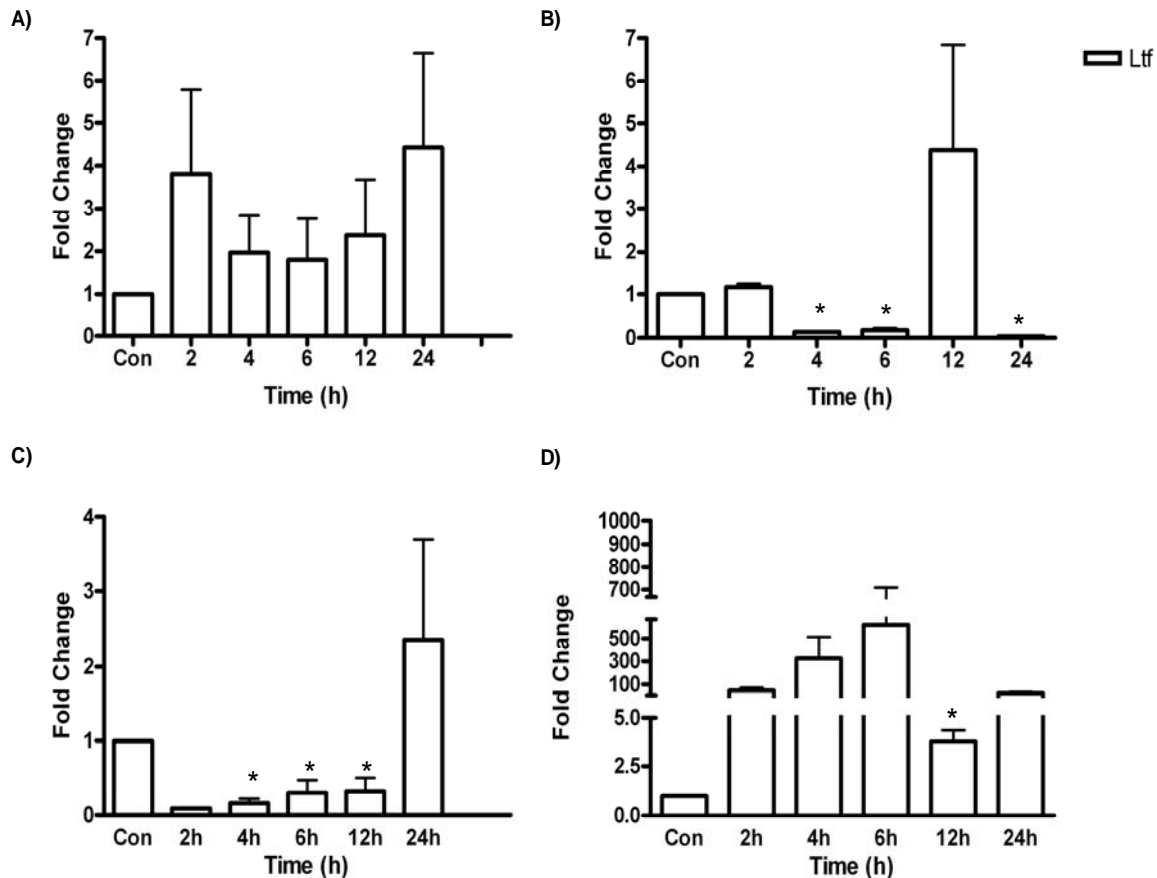 A)
Fold Change
7
6
5
4
3
2
1
0
Con 2 4 6 12 24
Time (h)
B)
Fold Change
7
6
5
4
3
2
1
0
* * *
Con 2 4 6 12 24
Time (h)
Ltf
C)
Fold Change
4
3
2
1
0
* * *
Con 2h 4h 6h 12h 24h
Time (h)
D)
Fold Change
1000
900
800
700
500
300
100
5.0
2.5
0.0
*
Con 2h 4h 6h 12h 24h
Time (h)